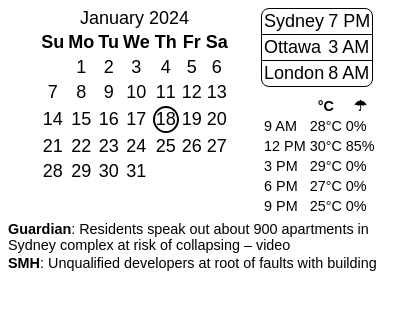 January 2024
Su Mo Tu We Th Fr Sa
1 2 3 4 5 6
7 8 9 10 11 12 13
14 15 16 17 18 19 20
21 22 23 24 25 26 27
28 29 30 31
Sydney 7 PM
Ottawa 3 AM
London 8 AM
°C ☂
9 AM 28°C 0%
12 PM 30°C 85%
3 PM 29°C 0%
6 PM 27°C 0%
9 PM 25°C 0%
Guardian: Residents speak out about 900 apartments in
Sydney complex at risk of collapsing – video
SMH: Unqualified developers at root of faults with building